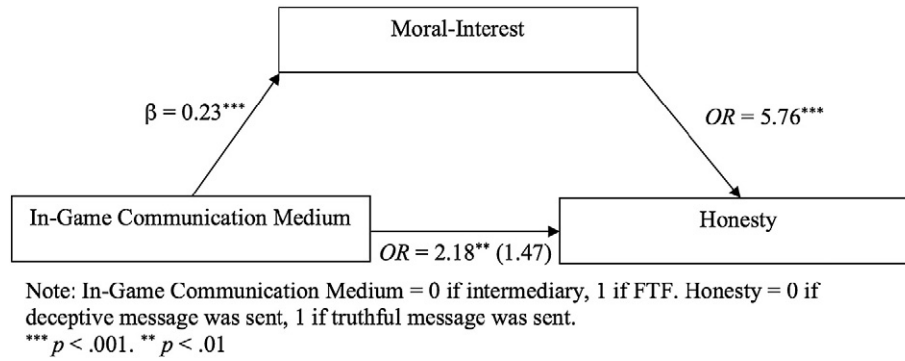 Moral-Interest
β = 0.23***
OR = 5.76***
In-Game Communication Medium
Honesty
OR = 2.18** (1.47)
Note: In-Game Communication Medium = 0 if intermediary, 1 if FTF. Honesty = 0 if
deceptive message was sent, 1 if truthful message was sent.
*** p < .001. ** p < .01